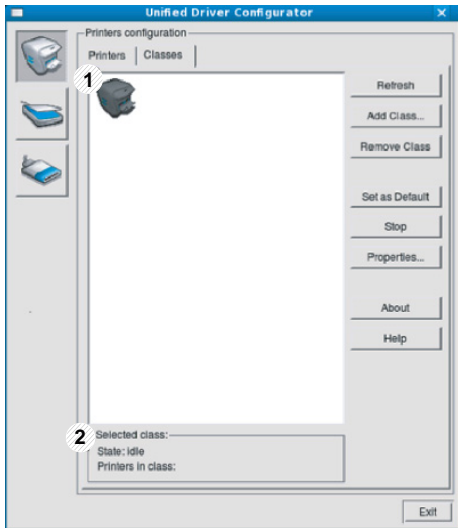 Unified Driver Configurator
Printers configuration
Printers
Classes
1
Refresh
Add Class...
Remove Class
Set as Default
Stop
Properties...
About
Help
2
Selected class:
State: idle
Printers in class:
Exit